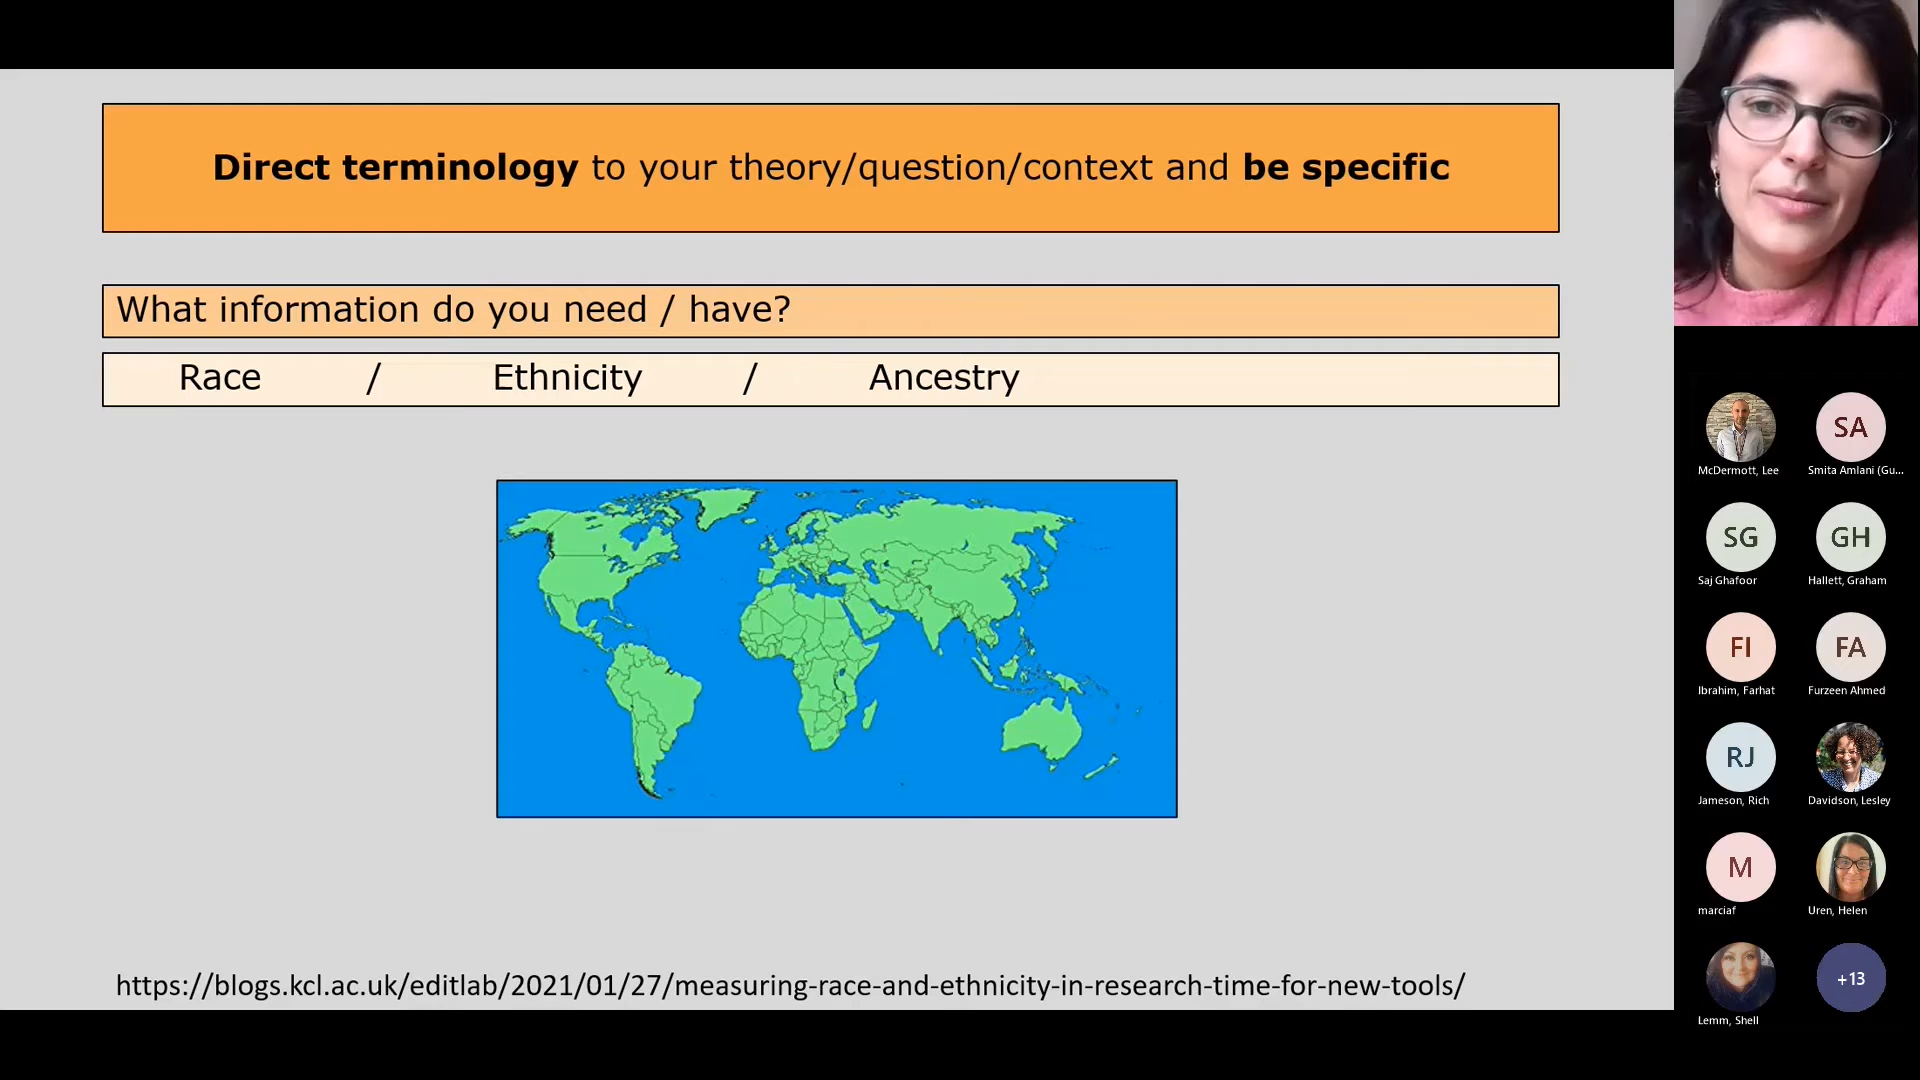 Direct terminology to your theory/question/context and be specific
What information do you need / have?
Race / Ethnicity / Ancestry
https://blogs.kcl.ac.uk/editlab/2021/01/27/measuring-race-and-ethnicity-in-research-time-for-new-tools/
McDermott, Lee
SA
Smita Amlani (Gu...
SG
Saj Ghafoor
GH
Hallett, Graham
FI
Ibrahim, Farhat
FA
Furzeen Ahmed
RJ
Jameson, Rich
Davidson, Lesley
M
marciaf
Uren, Helen
Lemm, Shell
+13